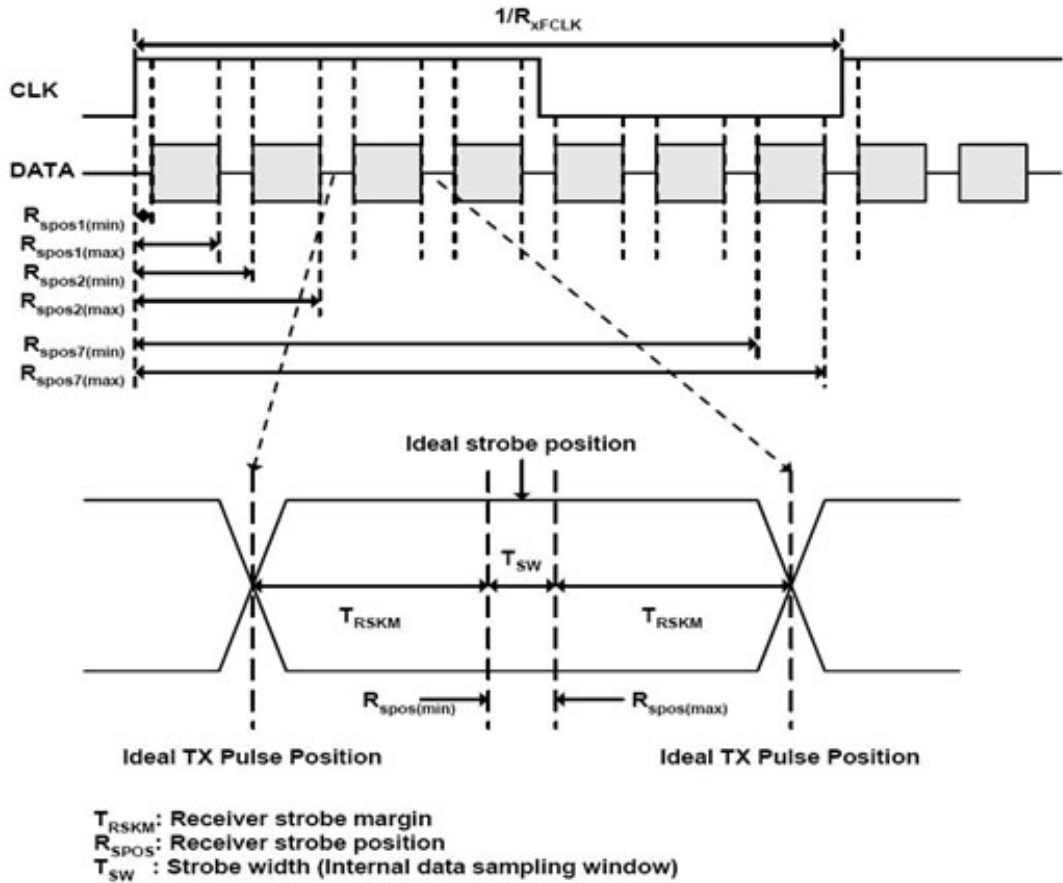 1/RxFCLK
CLK
DATA
Rspos1(min)
Rspos1(max)
Rspos2(min)
Rspos2(max)
Rspos7(min)
Rspos7(max)
Ideal strobe position
TSW
TRSKM TRSKM
Rspos(min) Rspos(max)
Ideal TX Pulse Position Ideal TX Pulse Position
TRSKM: Receiver strobe margin
RSPOS: Receiver strobe position
TSW : Strobe width (Internal data sampling window)